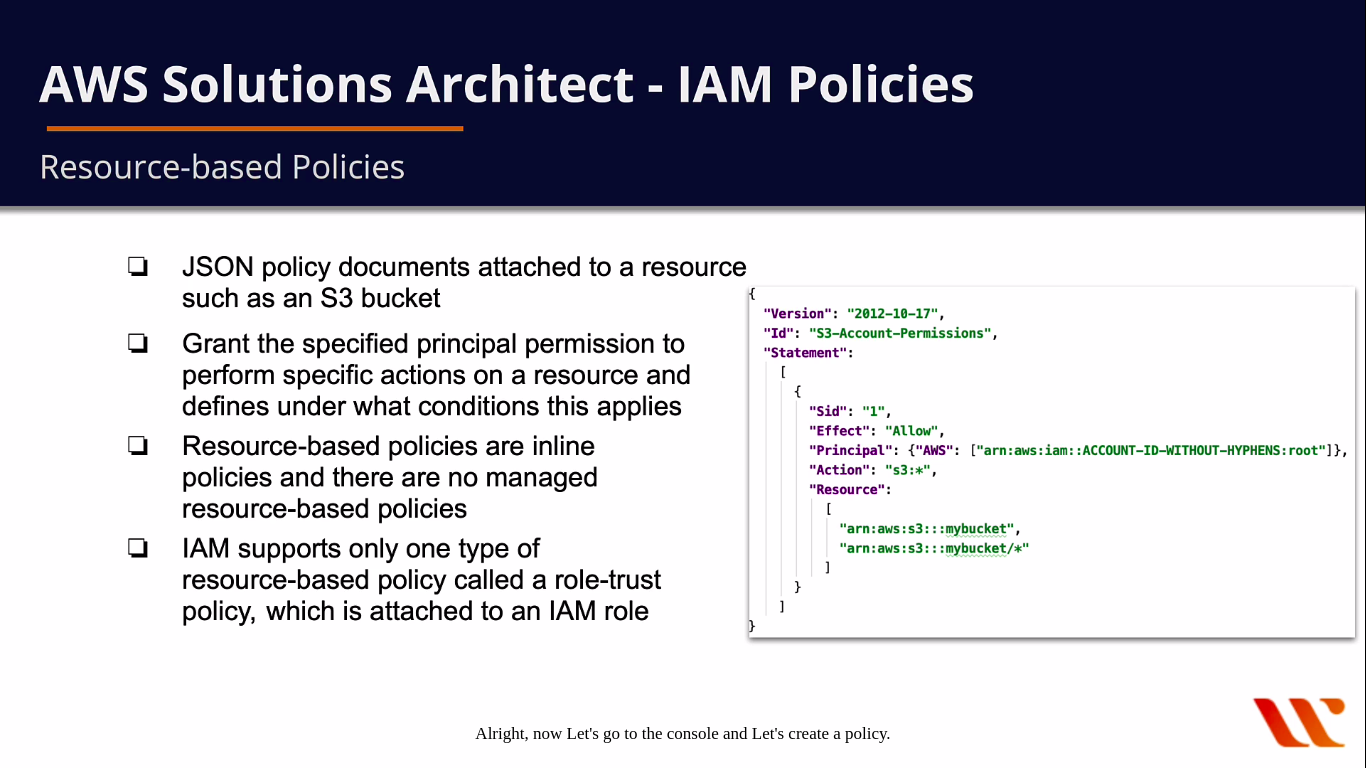 AWS Solutions Architect - IAM Policies
Resource-based Policies
JSON policy documents attached to a resource
such as an S3 bucket
Grant the specified principal permission to
perform specific actions on a resource and
defines under what conditions this applies
Resource-based policies are inline
policies and there are no managed
resource-based policies
IAM supports only one type of
resource-based policy called a role-trust
policy, which is attached to an IAM role
{
"Version": "2012-10-17",
"Id": "S3-Account-Permissions",
"Statement":
[
{
"Sid": "1",
"Effect": "Allow",
"Principal": {"AWS": ["arn:aws:iam::ACCOUNT-ID-WITHOUT-HYPHENS:root"]},
"Action": "s3:*",
"Resource":
[
"arn:aws:s3:::mybucket",
"arn:aws:s3:::mybucket/*"
]
}
]
}
Alright, now Let's go to the console and Let's create a policy.